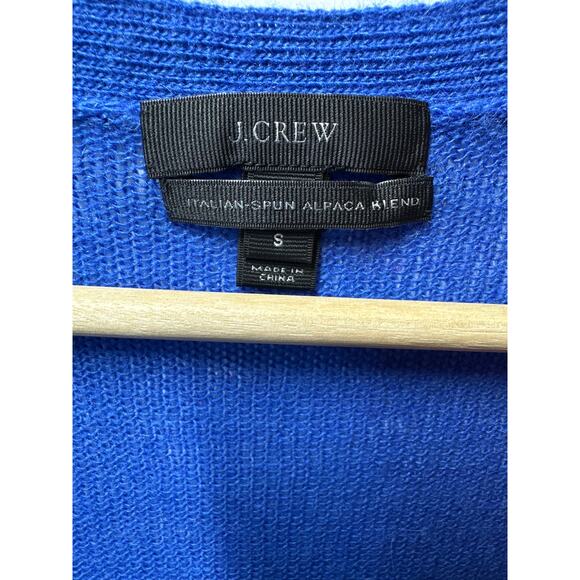 J.CREW
ITALIAN-SPUN ALPACA BLEND
S
MADE IN
CHINA